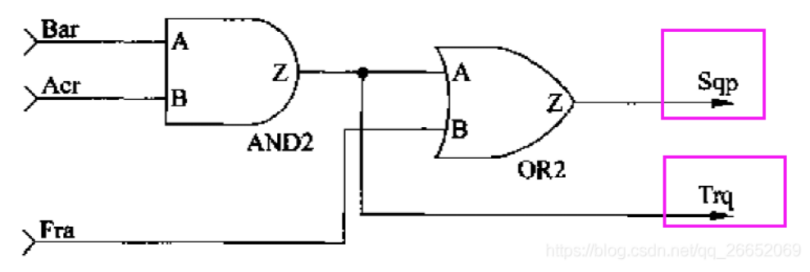 Bar
A
Z
Acr
B
AND2
A
Z
B
OR2
Sqp
Trq
Fra
https://blog.csdn.net/qq_26652069